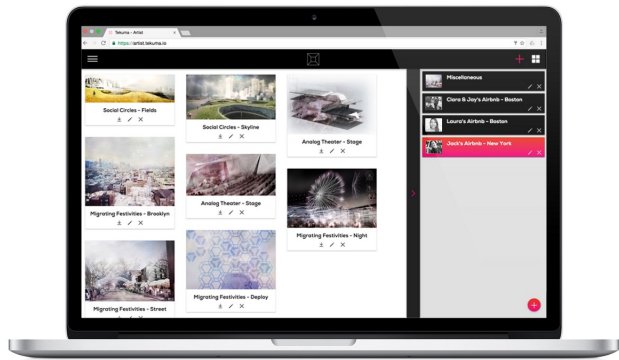 Tekuma - Artist
https://artist.tekuma.io
Social Circles - Fields
Social Circles - Skyline
Analog Theater - Stage
Migrating Festivities - Brooklyn
Analog Theater - Stage
Migrating Festivities - Night
Migrating Festivities - Street
Migrating Festivities - Deploy
Miscellaneous
Clara & Jay's Airbnb - Boston
Laura's Airbnb - Boston
Jack's Airbnb - New York